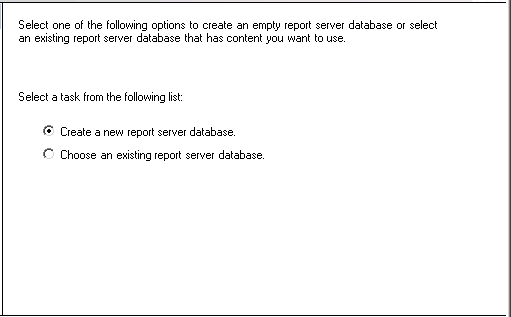 Select one of the following options to create an empty report server database or select
an existing report server database that has content you want to use.
Select a task from the following list:
Create a new report server database.
Choose an existing report server database.